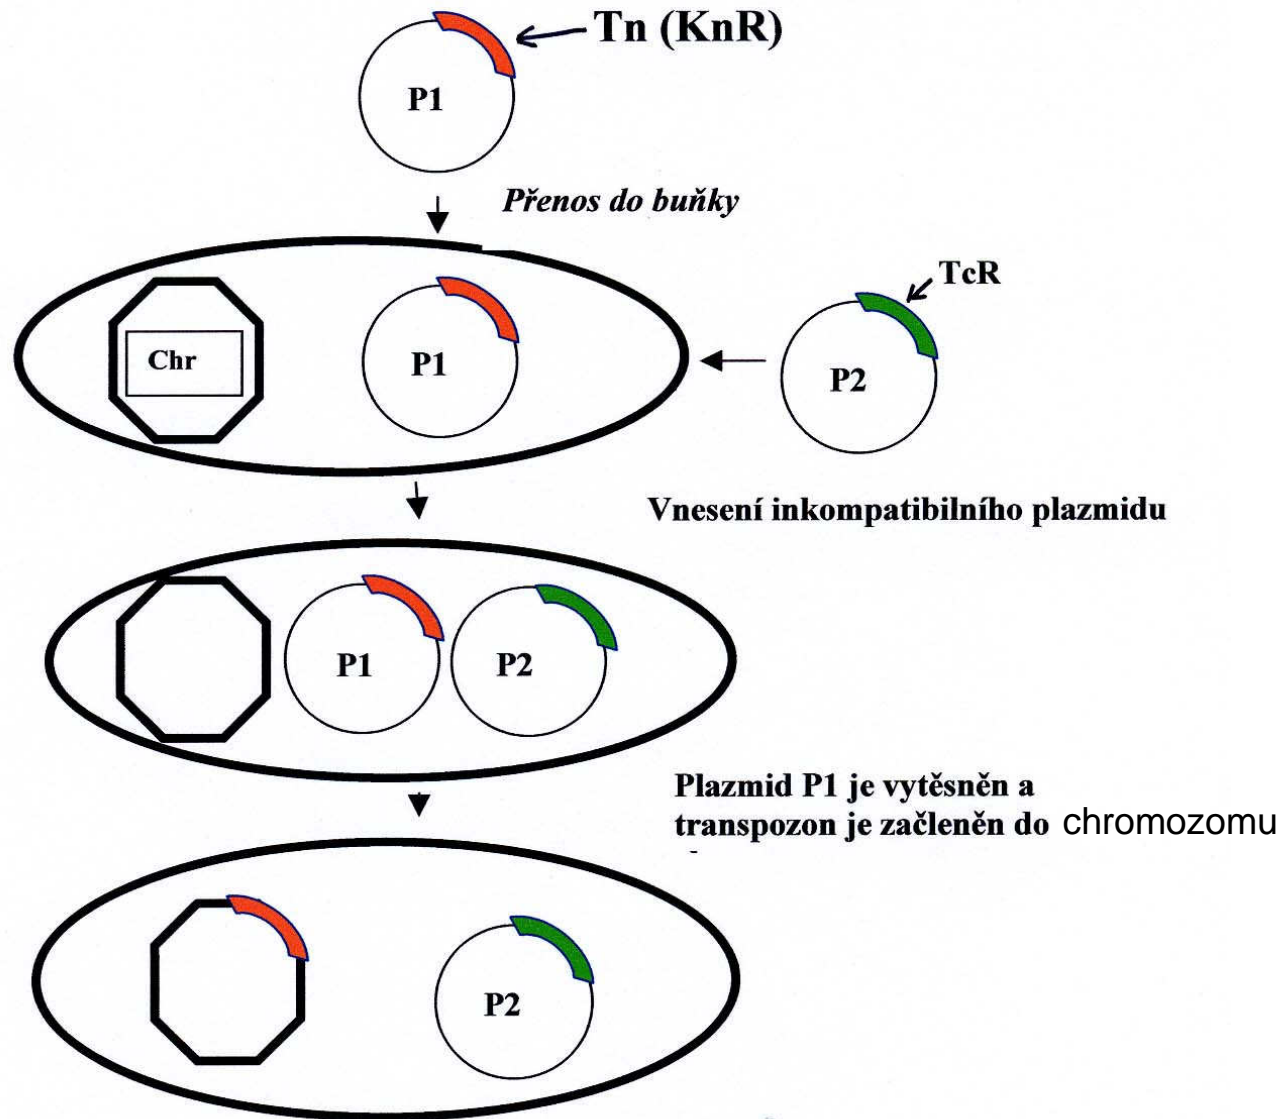 Tn (KnR)
P1
Přenos do buňky
TcR
Chr
P1
P2
Vnesení inkompatibilního plazmidu
P1
P2
Plazmid P1 je vytěsněn a
transpozon je začleněn do chromozomu
P2